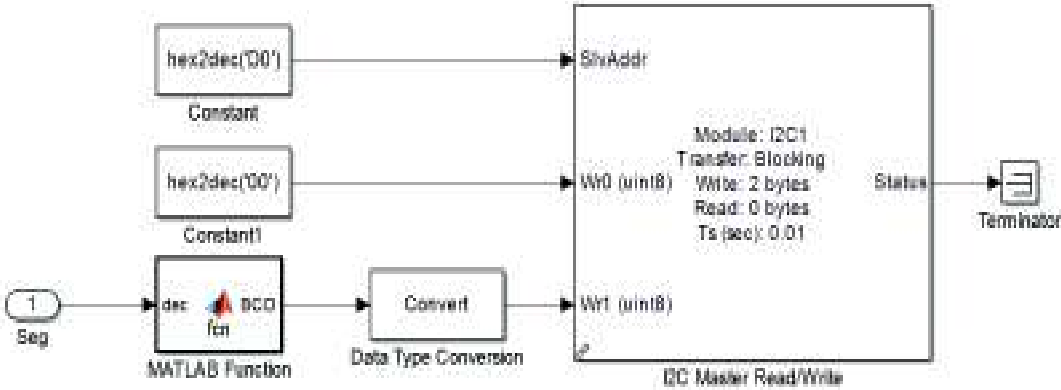 hex2dec('D0')
Constant
SlvAddr
Module: I2C1
Transfer: Blocking
Write: 2 bytes
Read: 0 bytes
Ts (sec): 0.01
hex2dec('00')
Constant1
Wr0 (uint8)
Status
Terminator
1
Seg
dec
fcn
BCD
MATLAB Function
Convert
Data Type Conversion
Wr1 (uint8)
I2C Master Read/Write